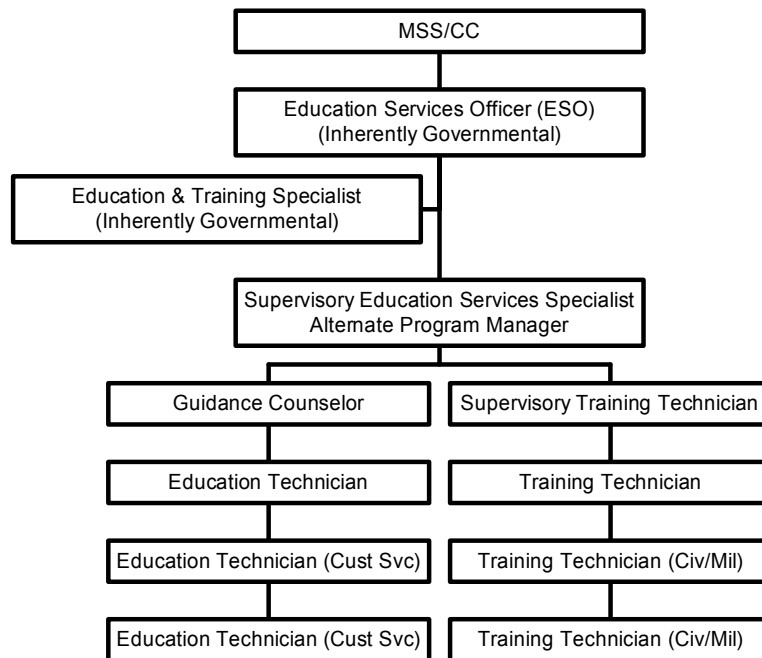 MSS/CC
Education Services Officer (ESO)
(Inherently Governmental)
Education & Training Specialist
(Inherently Governmental)
Supervisory Education Services Specialist
Alternate Program Manager
Guidance Counselor
Supervisory Training Technician
Education Technician
Training Technician
Education Technician (Cust Svc)
Training Technician (Civ/Mil)
Education Technician (Cust Svc)
Training Technician (Civ/Mil)